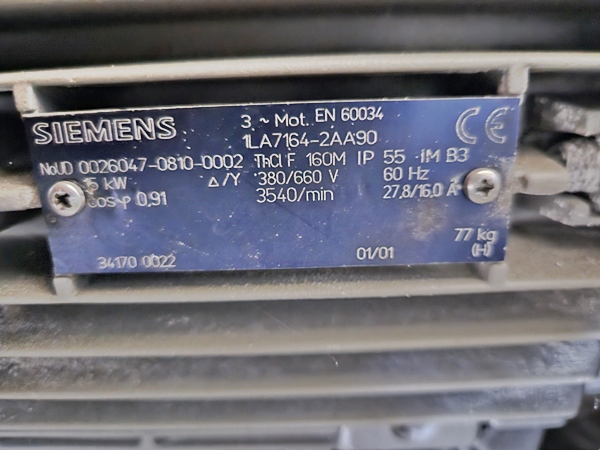 SIEMENS
3 ~ Mot. EN 60034
1LA7164-2AA90
NoUD 0026047-0810-0002 ThCl F 160M IP 55 IM B3
5 kW Δ/Y 380/660 V 60 Hz
cos φ 0,91 3540/min 27,8/16,0 A
CE
77 kg
(H)
34170 0022 01/01